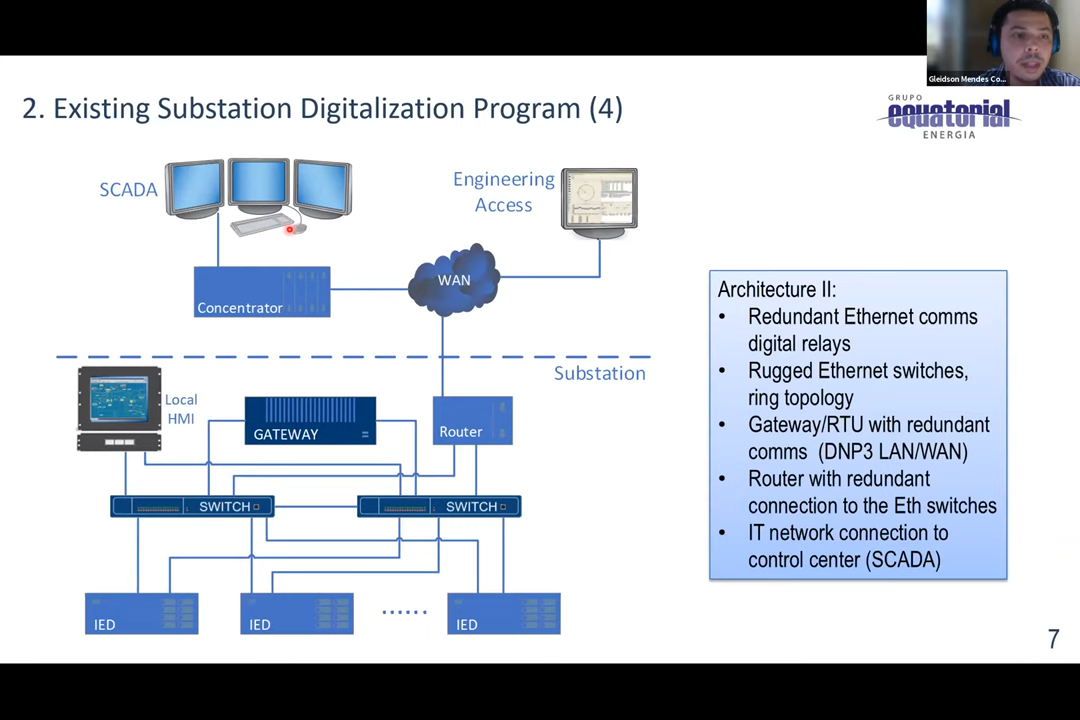 Gleidson Mendes Co...
2. Existing Substation Digitalization Program (4)
GRUPO
equatorial
ENERGIA
SCADA
Engineering
Access
WAN
Concentrator
Substation
Local
HMI
GATEWAY
Router
SWITCH
SWITCH
IED
IED
......
IED
Architecture II:
• Redundant Ethernet comms
digital relays
• Rugged Ethernet switches,
ring topology
• Gateway/RTU with redundant
comms (DNP3 LAN/WAN)
• Router with redundant
connection to the Eth switches
• IT network connection to
control center (SCADA)
7